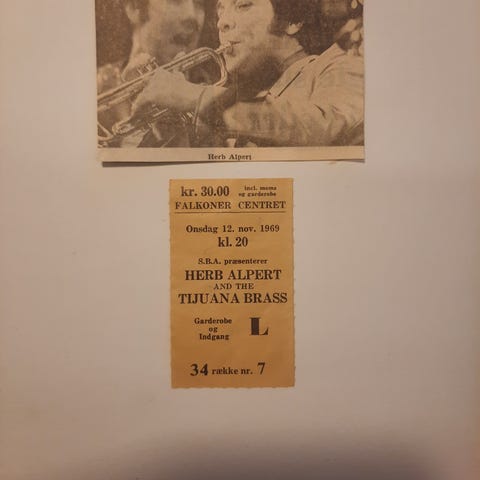 Herb Alpert
kr. 30.00 incl. moms og garderobe
FALKONER CENTRET
Onsdag 12. nov. 1969
kl. 20
S.B.A. præsenterer
HERB ALPERT
AND THE
TIJUANA BRASS
Garderobe
og
Indgang
L
34 række nr. 7